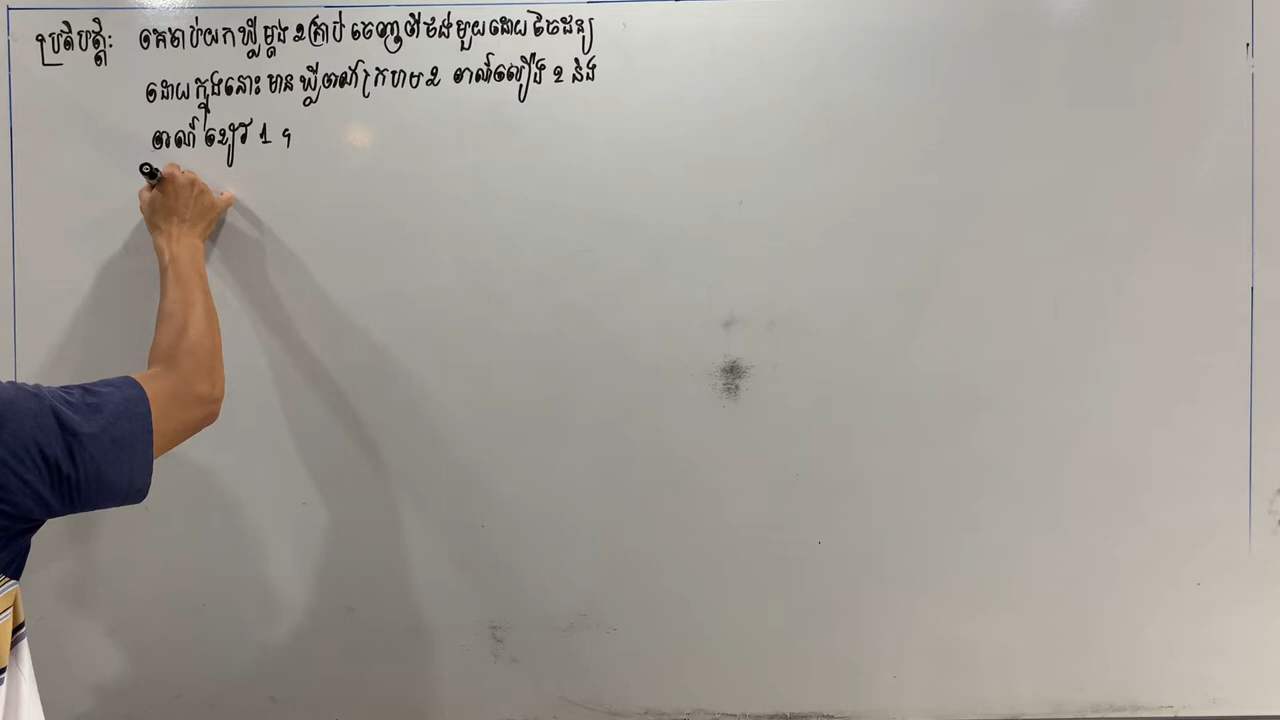 ប្រតិបត្តិ: គេចាប់យកឃ្លីម្តង 2 គ្រាប់ចេញពីថង់មួយដោយចៃដន្យ
ដោយក្នុងនោះមានឃ្លីពណ៌ក្រហម 2 ពណ៌លឿង 2 និង
ពណ៌ខៀវ 1 ។